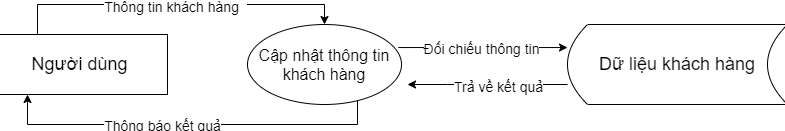 Thông tin khách hàng
Người dùng
Cập nhật thông tin
khách hàng
Đối chiếu thông tin
Trả về kết quả
Dữ liệu khách hàng
Thông báo kết quả